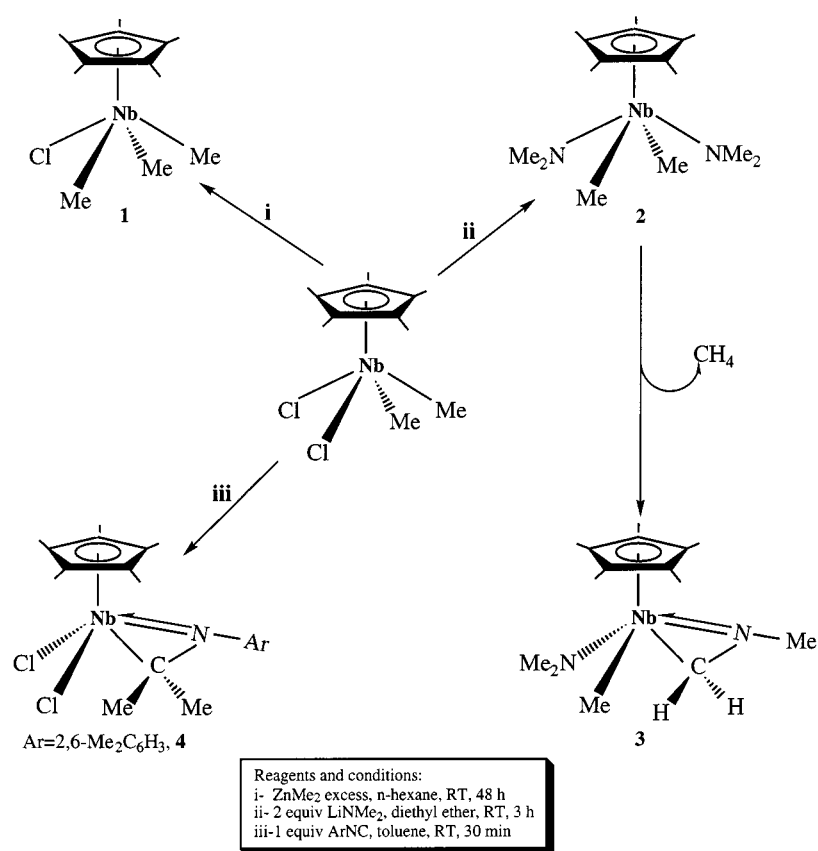 Nb
Cl
Me
Me
Me
1
Nb
Me2N
NMe2
Me
Me
2
i
ii
Nb
Cl
Cl
Me
Me
CH4
iii
Nb
N
Ar
Cl
Cl
C
Me
Me
Ar=2,6-Me2C6H3, 4
Nb
N
Me
Me2N
Me
C
H
H
3
Reagents and conditions:
i- ZnMe2 excess, n-hexane, RT, 48 h
ii- 2 equiv LiNMe2, diethyl ether, RT, 3 h
iii-1 equiv ArNC, toluene, RT, 30 min